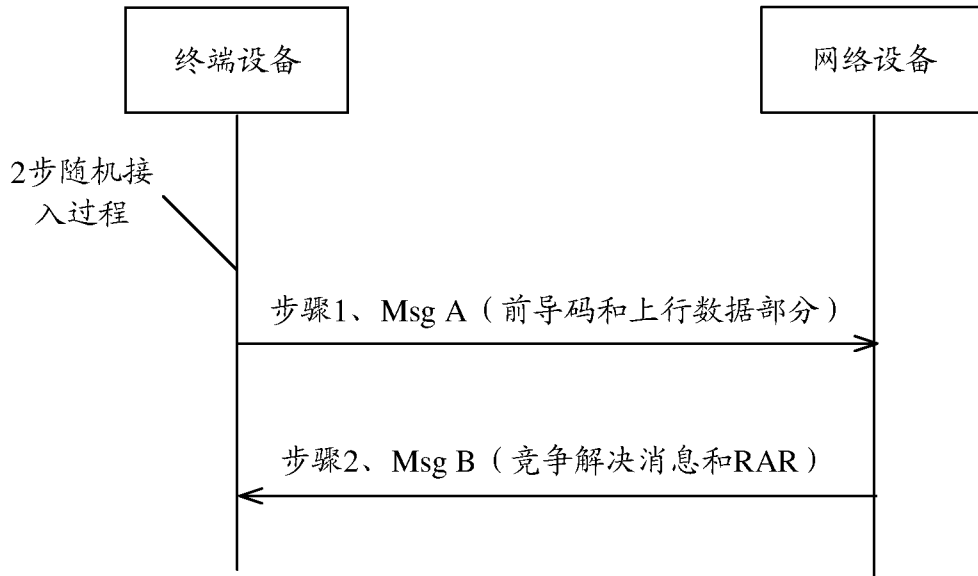 终端设备
网络设备
2步随机接
入过程
步骤1、Msg A（前导码和上行数据部分）
步骤2、Msg B（竞争解决消息和RAR）